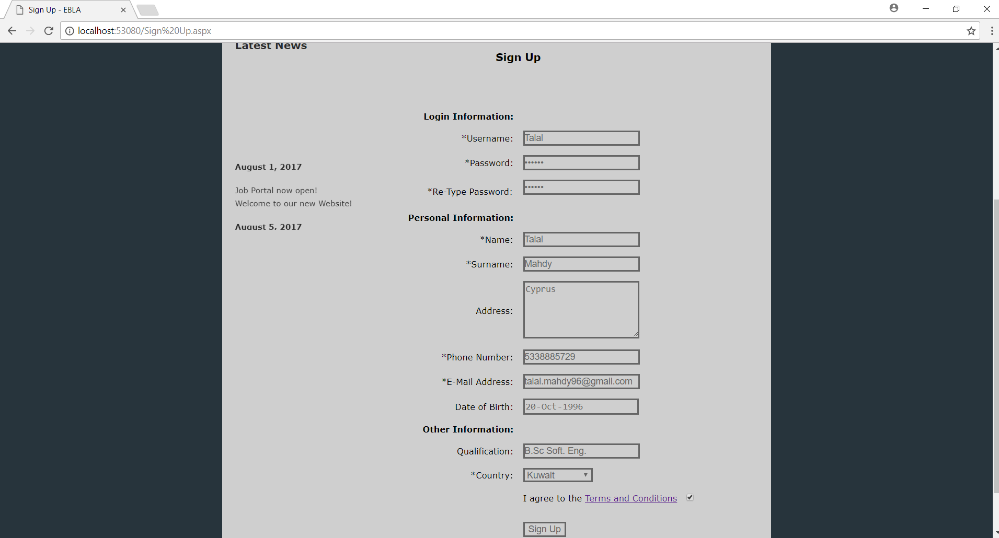 Sign Up - EBLA
localhost:53080/Sign%20Up.aspx
Latest News
August 1, 2017
Job Portal now open!
Welcome to our new Website!
August 5, 2017
Sign Up
Login Information:
*Username: Talal
*Password: ••••••
*Re-Type Password: ••••••
Personal Information:
*Name: Talal
*Surname: Mahdy
Address: Cyprus
*Phone Number: 5338885729
*E-Mail Address: talal.mahdy96@gmail.com
Date of Birth: 20-Oct-1996
Other Information:
Qualification: B.Sc Soft. Eng.
*Country: Kuwait
I agree to the Terms and Conditions
Sign Up